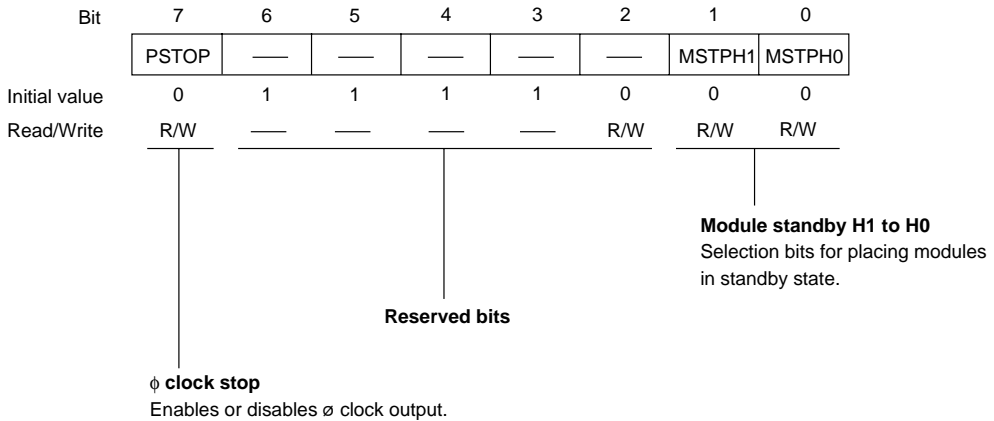 Bit 7 6 5 4 3 2 1 0
PSTOP — — — — — MSTPH1 MSTPH0
Initial value 0 1 1 1 1 0 0 0
Read/Write R/W — — — — R/W R/W R/W
Module standby H1 to H0
Selection bits for placing modules
in standby state.
Reserved bits
ϕ clock stop
Enables or disables ø clock output.